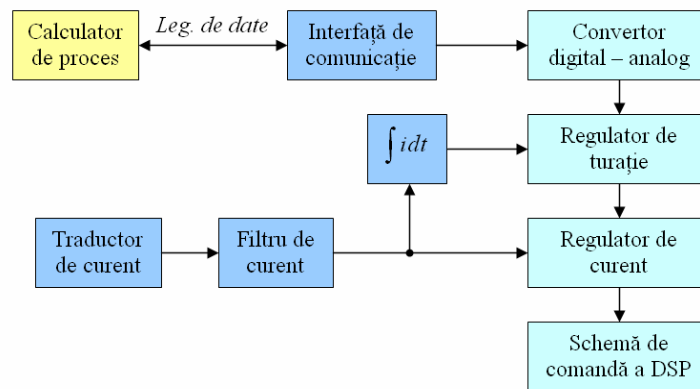 Calculator
de proces
Leg. de date
Interfață de
comunicație
Convertor
digital – analog
∫ i dt
Regulator de
turație
Traductor
de curent
Filtru de
curent
Regulator
de curent
Schemă de
comandă a DSP